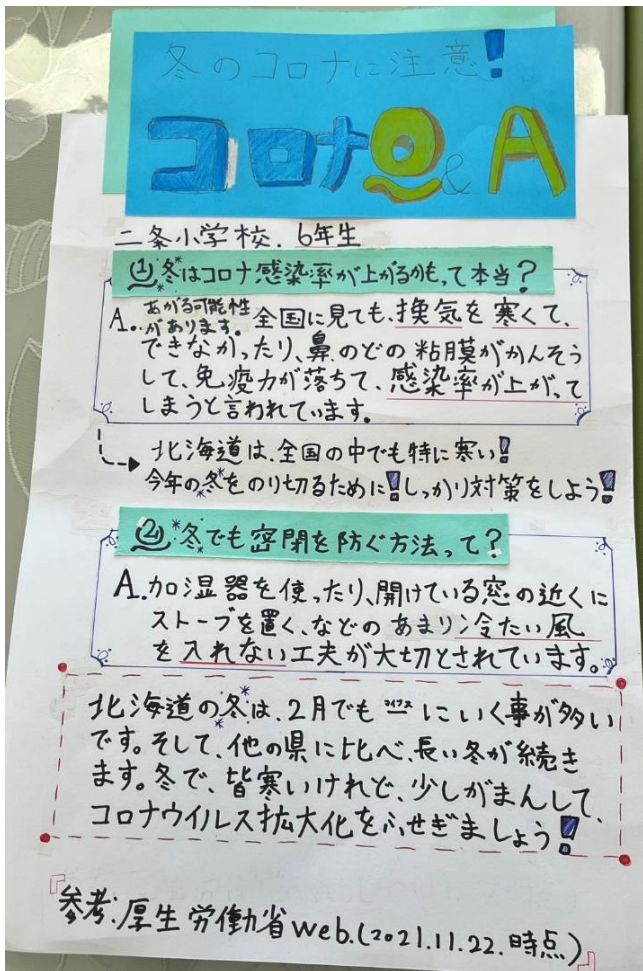 冬のコロナに注意!
コロナQ&A
二条小学校.6年生
Q1 冬はコロナ感染率が上がるかもって本当?
A.あがる可能性があります。全国に見ても、換気を寒くて、
できなかったり、鼻、のどの粘膜がかんそう
して、免疫力が落ちて、感染率が上がって
しまうと言われています。
北海道は、全国の中でも特に寒い!
今年の冬をのり切るために!しっかり対策をしよう!
Q2 冬でも密閉を防ぐ方法って?
A.加湿器を使ったり、開けている窓の近くに
ストーブを置く、などのあまり冷たい風
を入れない工夫が大切とされています。
北海道の冬は、2月でも マイナス にいく事が多い
です。そして、他の県に比べ、長い冬が続き
ます。冬で、皆寒いけれど、少しがまんして、
コロナウイルス拡大化をふせぎましょう!
『参考:厚生労働省web.(2021.11.22.時点)』